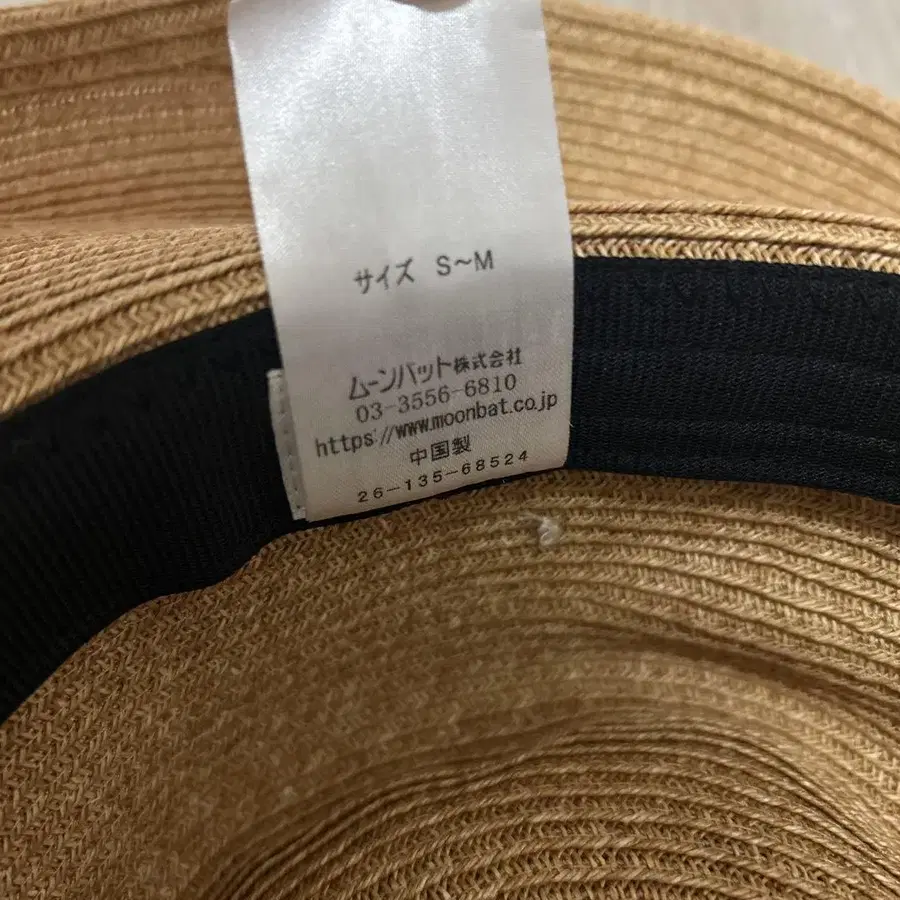 サイズ S～M
ムーンバット株式会社
03-3556-6810
https://www.moonbat.co.jp
中国製
26-135-68524